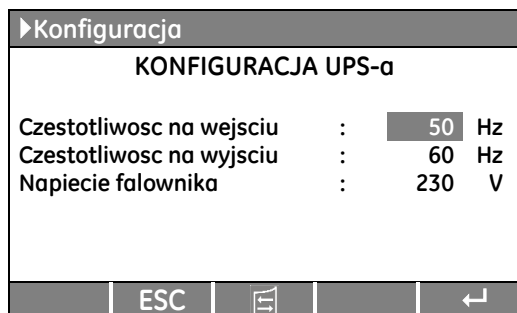 Konfiguracja
KONFIGURACJA UPS-a
Czestotliwosc na wejsciu : 50 Hz
Czestotliwosc na wyjsciu : 60 Hz
Napiecie falownika : 230 V
ESC